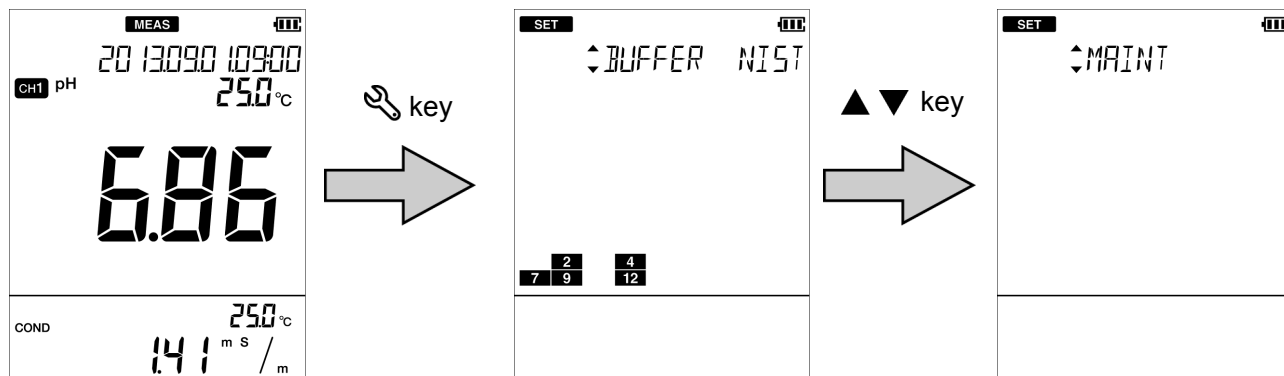 MEAS
2013.09.01.09:00
CH1 pH
25.0 °C
6.86
COND
25.0 °C
1.41 m S / m
key
SET
BUFFER NIST
2 4
7 9 12
▲ ▼ key
SET
MAINT